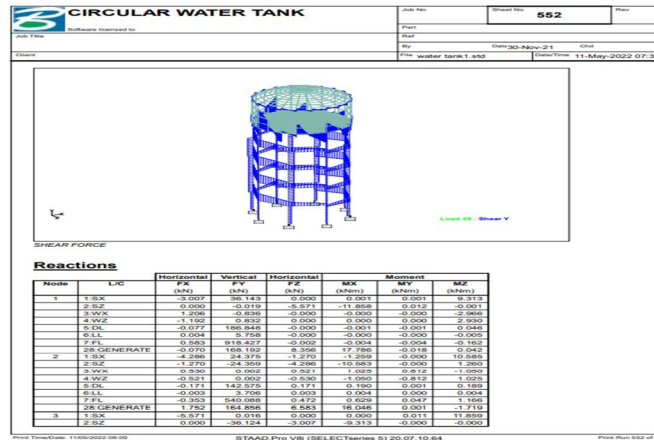 CIRCULAR WATER TANK
Software licensed to
Job No
Sheet No
552
Rev
Part
Job Title
Ref
By
Date 30-Nov-21
Chd
Client
File water tank1.std
Date/Time 11-May-2022 07:3
Load 28 : Shear Y
SHEAR FORCE
Reactions
Horizontal Vertical Horizontal Moment
Node L/C FX FY FZ MX MY MZ
(kN) (kN) (kN) (kNm) (kNm) (kNm)
1 1:SX -3.007 36.143 0.000 0.001 0.001 9.313
2:SZ 0.000 -0.019 -5.571 -11.858 0.012 -0.001
3:WX 1.206 -0.836 -0.000 -0.000 -0.000 -2.966
4:WZ -1.192 0.832 0.000 -0.000 0.000 2.930
5:DL -0.077 186.848 -0.000 -0.001 -0.001 0.046
6:LL 0.004 5.758 -0.000 -0.000 -0.000 -0.005
7:FL 0.583 918.427 -0.002 -0.004 -0.004 -0.162
28:GENERATE -0.070 168.192 8.356 17.786 -0.018 0.042
2 1:SX -4.286 24.375 -1.270 -1.259 -0.000 10.585
2:SZ -1.270 -24.359 -4.286 -10.583 -0.000 1.260
3:WX 0.530 0.002 0.521 1.025 0.812 -1.050
4:WZ -0.521 0.002 -0.530 -1.050 -0.812 1.025
5:DL -0.171 142.575 0.171 0.190 0.001 0.189
6:LL -0.003 3.706 0.003 0.004 0.000 0.004
7:FL -0.353 540.088 0.472 0.629 0.047 1.166
28:GENERATE 1.752 164.856 6.583 16.046 0.001 -1.719
3 1:SX -5.571 0.016 0.000 0.000 0.011 11.859
2:SZ 0.000 -36.124 -3.007 -9.313 -0.000 -0.000
Print Time/Date: 11/05/2022 08:09
STAAD.Pro V8i (SELECTseries 5) 20.07.10.64
Print Run 552 of